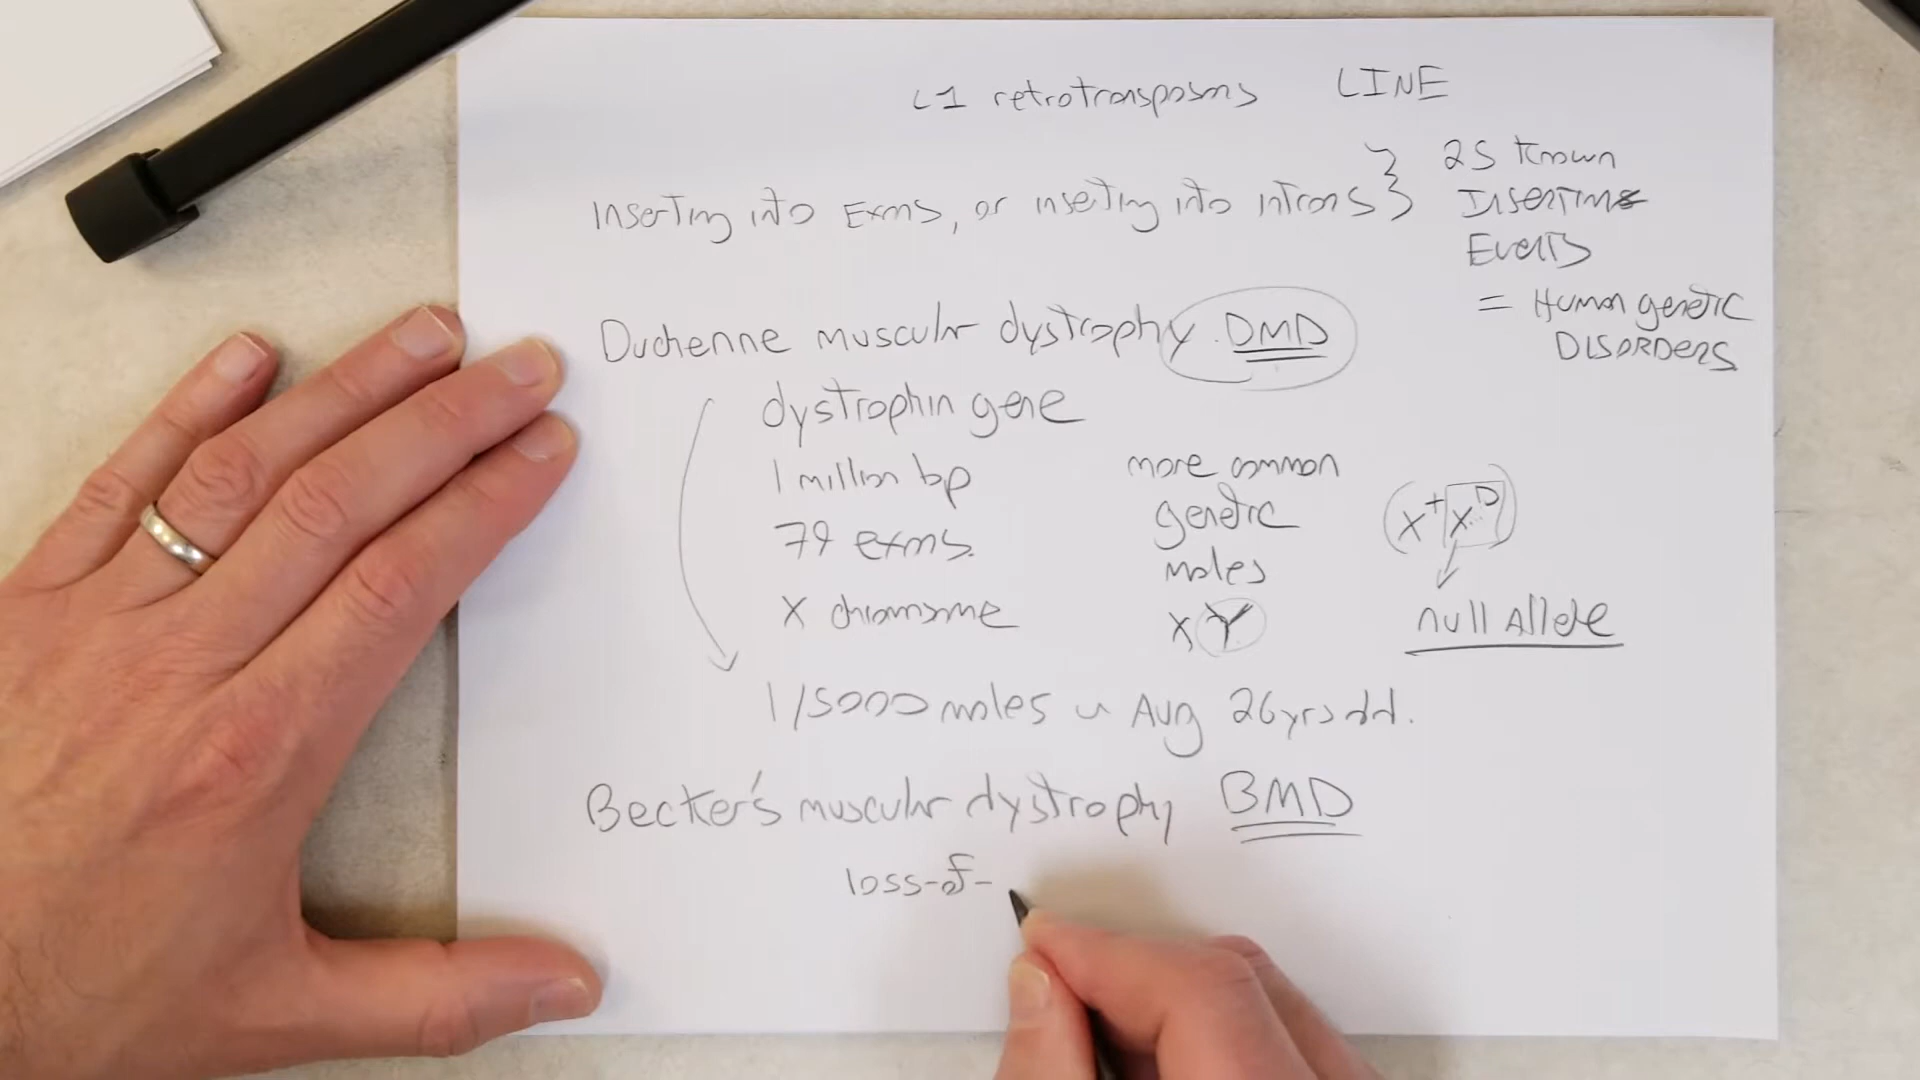 L1 retrotransposons LINE
Inserting into Exons, or inserting into introns } 25 known
Insertions
Events
= Human genetic
DISORDERS
Duchenne muscular dystrophy. DMD
dystrophin gene
1 million bp
79 exons.
X chromosome
more common
genetic
males
X Y
X+ XD
null Allele
1/5000 males ~ Avg 26yrs old.
Becker's muscular dystrophy BMD
loss-of-